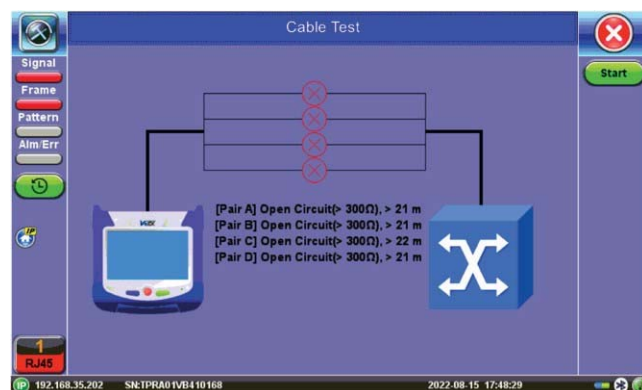 Cable Test
Signal
Frame
Pattern
Alm/Err
Start
[Pair A] Open Circuit(> 300Ω), > 21 m
[Pair B] Open Circuit(> 300Ω), > 21 m
[Pair C] Open Circuit(> 300Ω), > 22 m
[Pair D] Open Circuit(> 300Ω), > 21 m
VeEX
IP
1
RJ45
IP 192.168.35.202 SN:TPRA01VB410168 2022-08-15 17:48:29